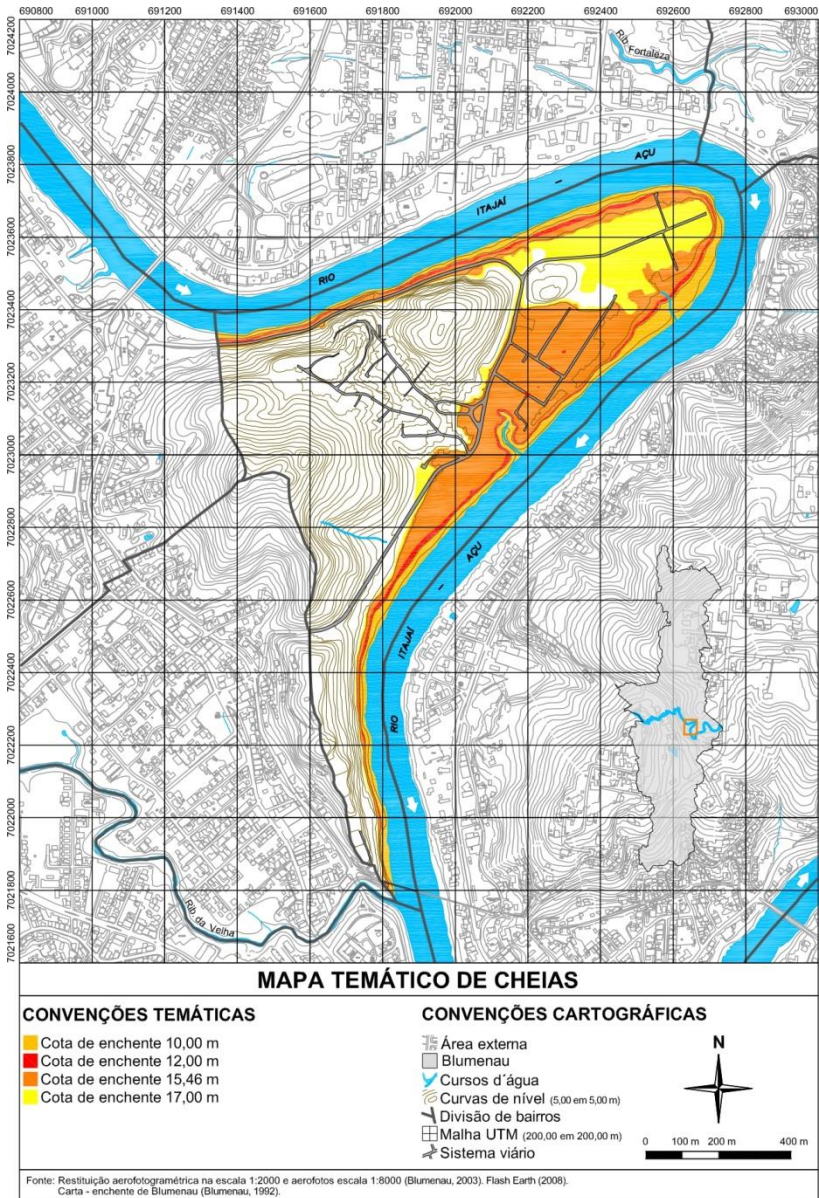 690800 691000 691200 691400 691600 691800 692000 692200 692400 692600 692800 693000
7024200
7024000
7023800
7023600
7023400
7023200
7023000
7022800
7022600
7022400
7022200
7022000
7021800
7021600
Rib. Fortaleza
RIO ITAJAÍ - AÇU
RIO ITAJAÍ - AÇU
Rib. da Velha
MAPA TEMÁTICO DE CHEIAS
CONVENÇÕES TEMÁTICAS
Cota de enchente 10,00 m
Cota de enchente 12,00 m
Cota de enchente 15,46 m
Cota de enchente 17,00 m
CONVENÇÕES CARTOGRÁFICAS
Área externa
Blumenau
Cursos d´água
Curvas de nível (5,00 em 5,00 m)
Divisão de bairros
Malha UTM (200,00 em 200,00 m)
Sistema viário
N
0 100 m 200 m 400 m
Fonte: Restituição aerofotogramétrica na escala 1:2000 e aerofotos escala 1:8000 (Blumenau, 2003). Flash Earth (2008).
Carta - enchente de Blumenau (Blumenau, 1992).